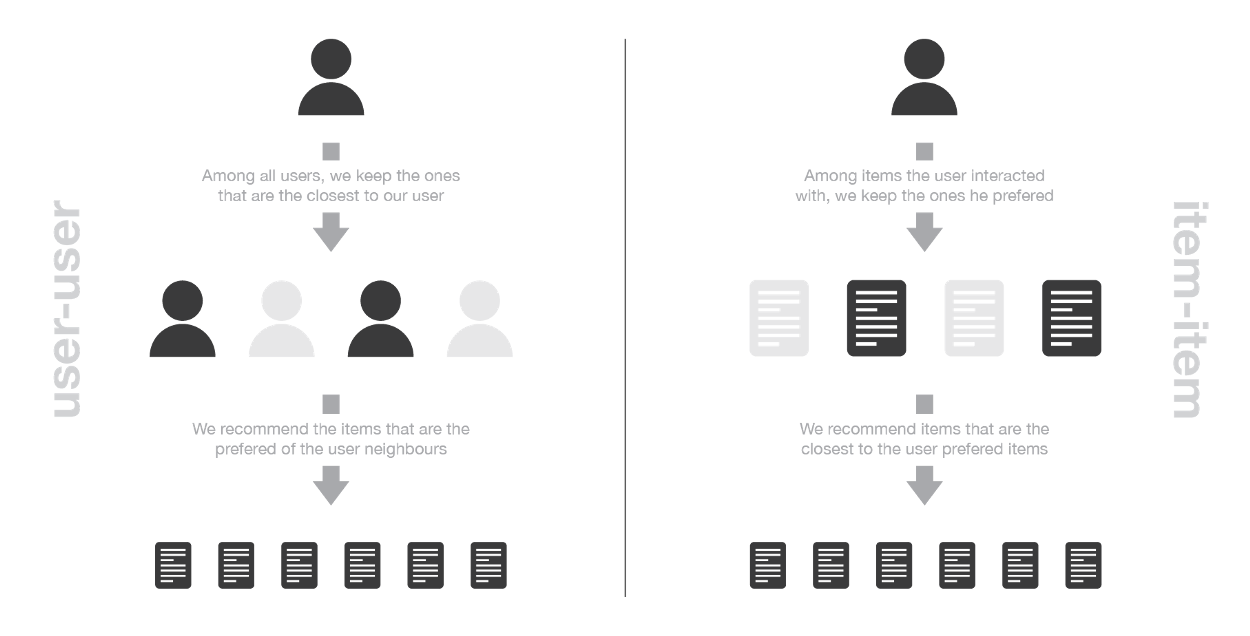 user-user
Among all users, we keep the ones
that are the closest to our user
We recommend the items that are the
prefered of the user neighbours
Among items the user interacted
with, we keep the ones he prefered
We recommend items that are the
closest to the user prefered items
item-item